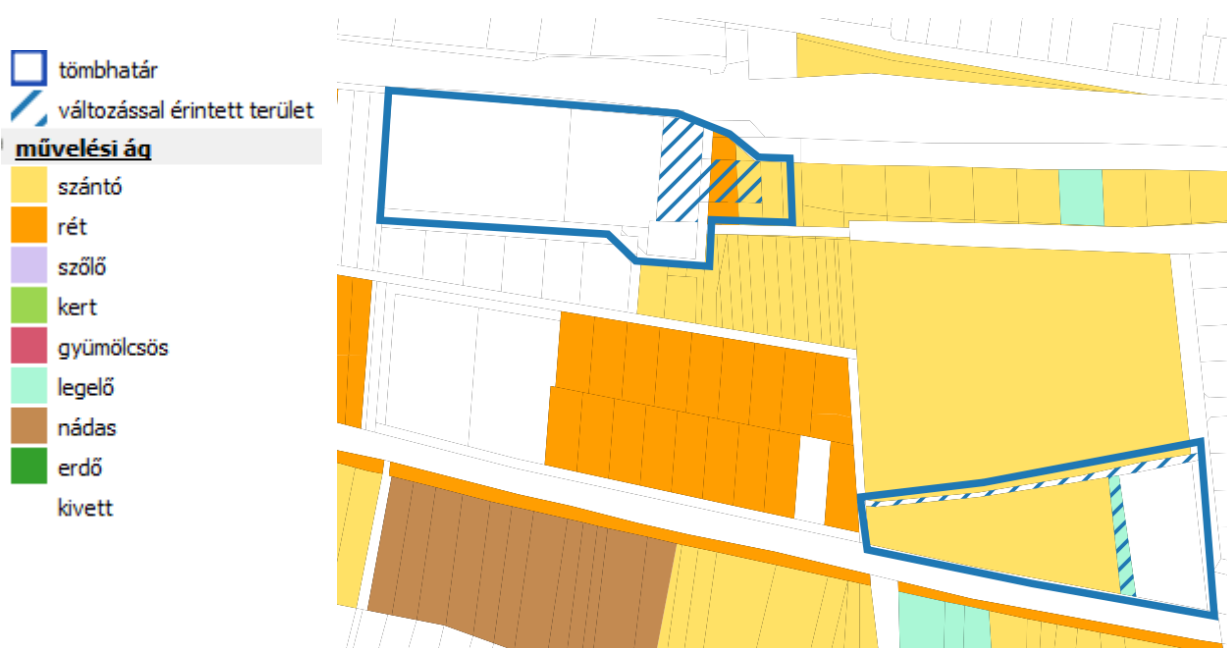 tömbhatár
változással érintett terület
művelési ág
szántó
rét
szőlő
kert
gyümölcsös
legelő
nádas
erdő
kivett